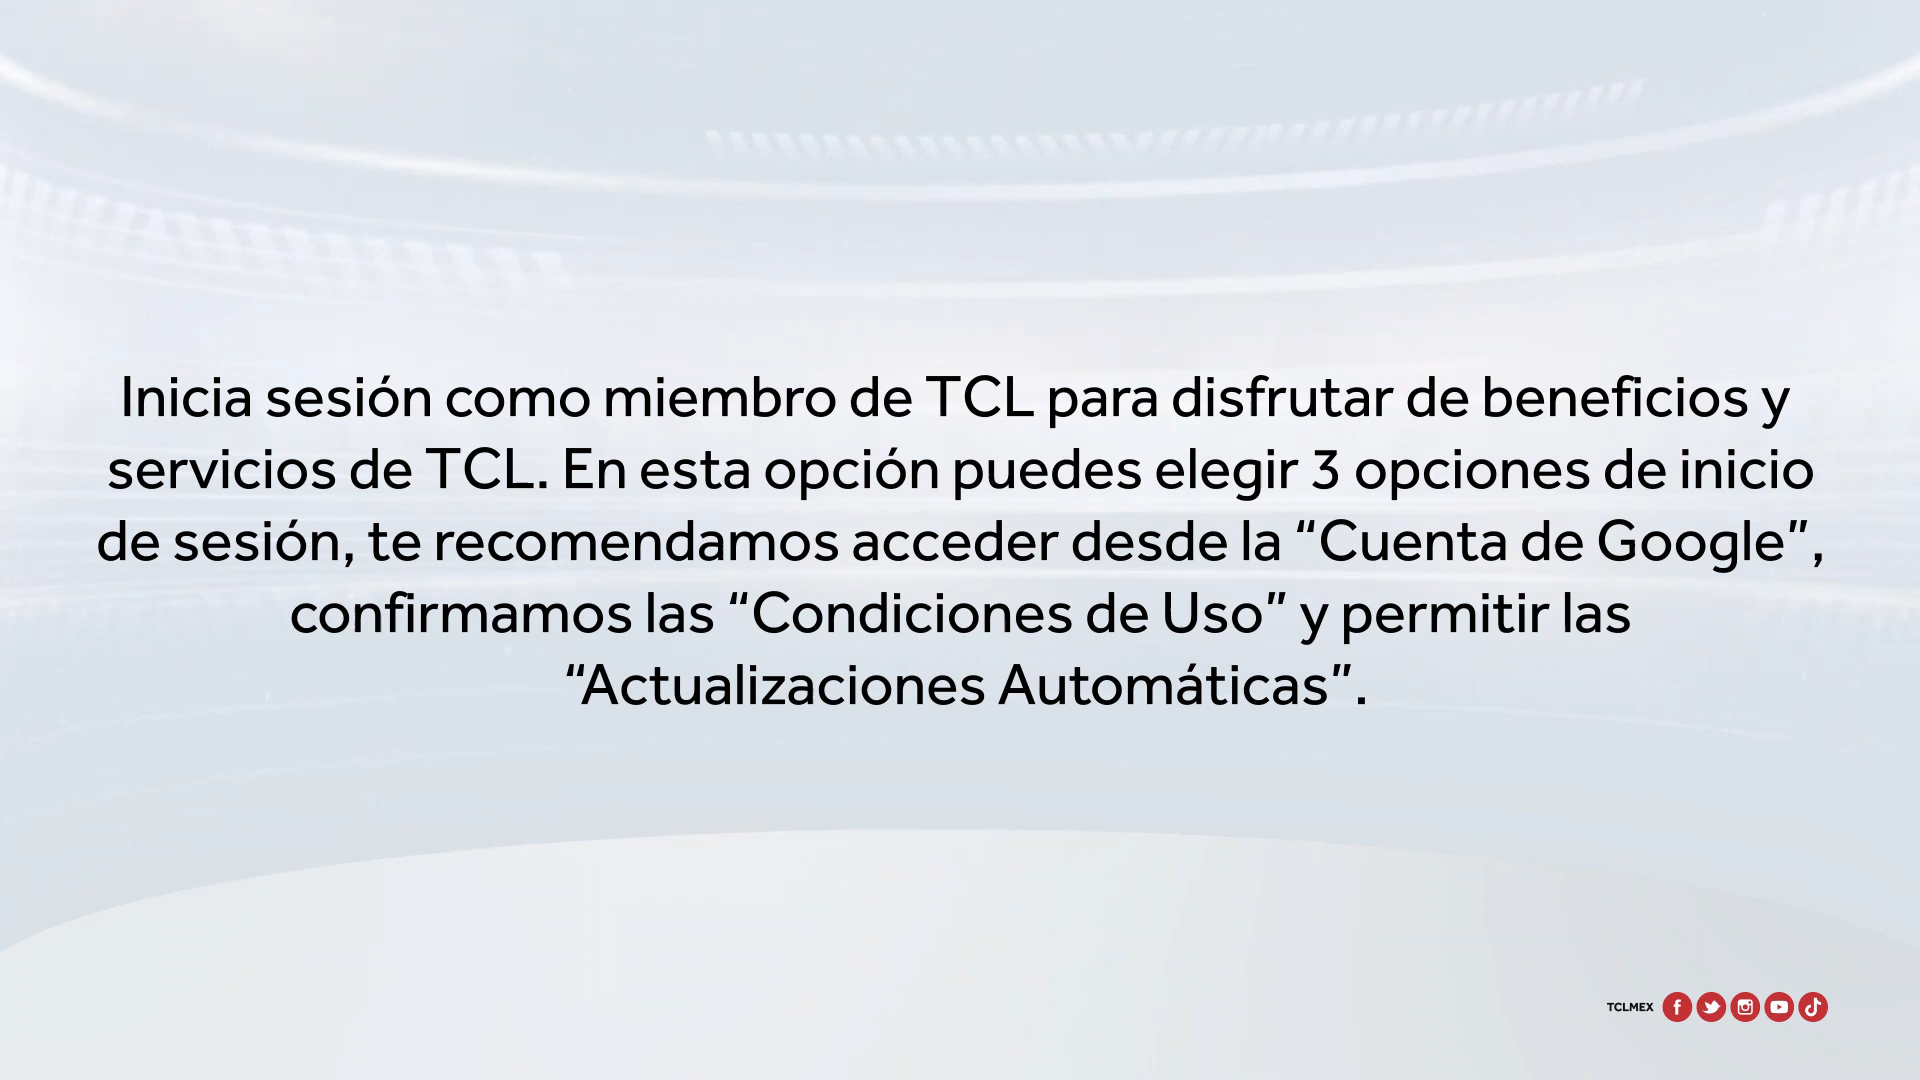 Inicia sesión como miembro de TCL para disfrutar de beneficios y
servicios de TCL. En esta opción puedes elegir 3 opciones de inicio
de sesión, te recomendamos acceder desde la “Cuenta de Google”,
confirmamos las “Condiciones de Uso” y permitir las
“Actualizaciones Automáticas”.
TCLMEX